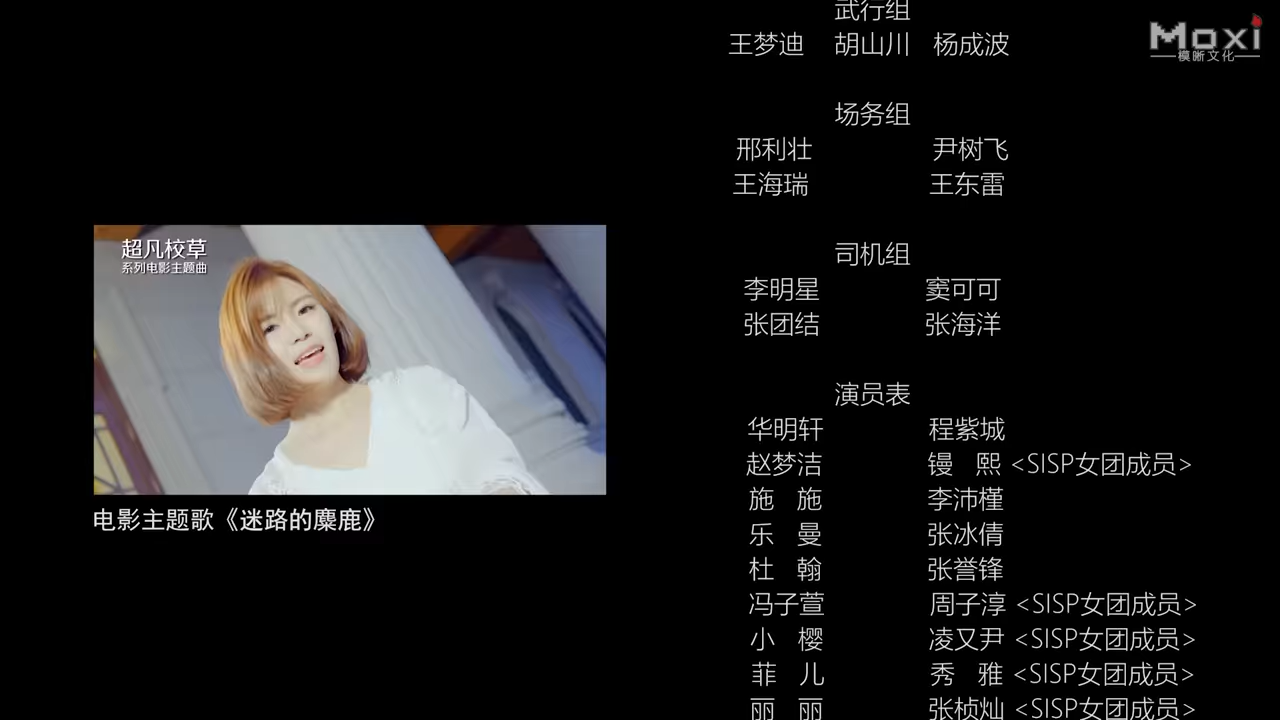 武行组
王梦迪 胡山川 杨成波
Moxi
模晰文化
场务组
邢利壮 尹树飞
王海瑞 王东雷
司机组
李明星 窦可可
张团结 张海洋
超凡校草
系列电影主题曲
电影主题歌《迷路的麋鹿》
演员表
华明轩 程紫城
赵梦洁 镘 熙 <SISP女团成员>
施 施 李沛槿
乐 曼 张冰倩
杜 翰 张誉锋
冯子萱 周子淳 <SISP女团成员>
小 樱 凌又尹 <SISP女团成员>
菲 儿 秀 雅 <SISP女团成员>
丽 丽 张桢灿 <SISP女团成员>